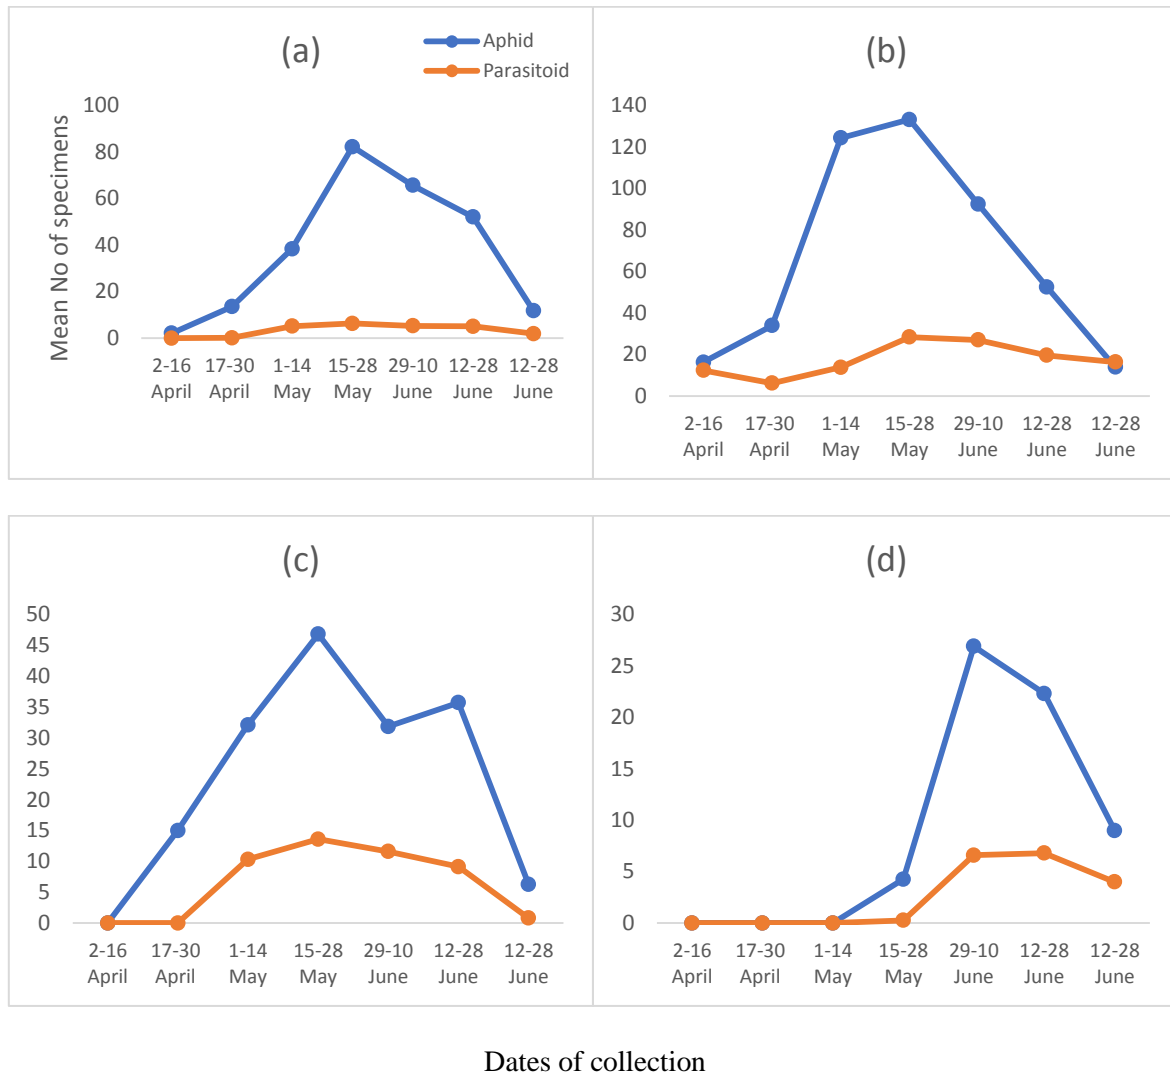 (a)
Aphid
Parasitoid
Mean No of specimens
100
80
60
40
20
0
2-16 17-30 1-14 15-28 29-10 12-28 12-28
April April May May June June June
(b)
140
120
100
80
60
40
20
0
2-16 17-30 1-14 15-28 29-10 12-28 12-28
April April May May June June June
(c)
50
45
40
35
30
25
20
15
10
5
0
2-16 17-30 1-14 15-28 29-10 12-28 12-28
April April May May June June June
(d)
30
25
20
15
10
5
0
2-16 17-30 1-14 15-28 29-10 12-28 12-28
April April May May June June June
Dates of collection